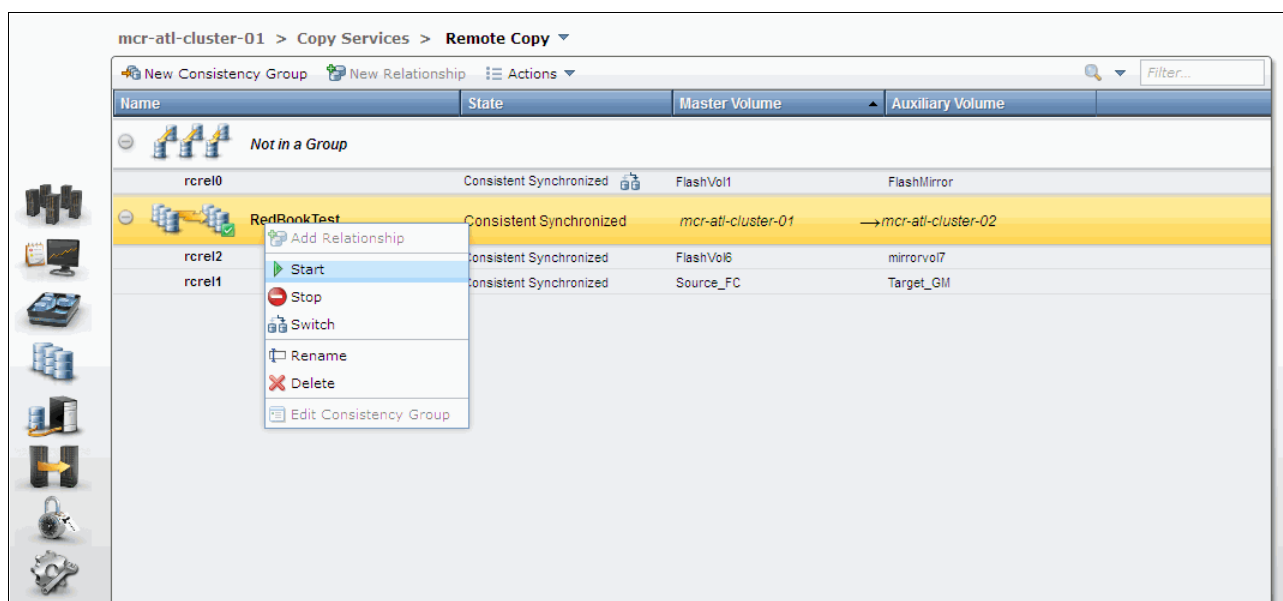 mcr-atl-cluster-01 > Copy Services > Remote Copy
New Consistency Group New Relationship Actions Filter...
Name State Master Volume Auxiliary Volume
Not in a Group
rcrel0 Consistent Synchronized FlashVol1 FlashMirror
RedBookTest Consistent Synchronized mcr-atl-cluster-01 →mcr-atl-cluster-02
Add Relationship
rcrel2 Consistent Synchronized FlashVol6 mirrorvol7
Start
rcrel1 Consistent Synchronized Source_FC Target_GM
Stop
Switch
Rename
Delete
Edit Consistency Group